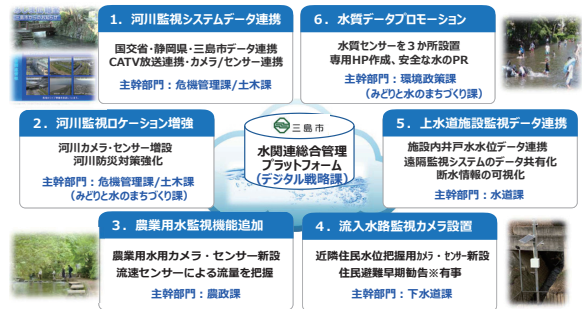 1．河川監視システムデータ連携
国交省・静岡県・三島市データ連携
CATV放送連携・カメラ/センサー連携
主幹部門：危機管理課/土木課
6．水質データプロモーション
水質センサーを３か所設置
専用HP作成、安全な水のPR
主幹部門：環境政策課
（みどりと水のまちづくり課）
2．河川監視ロケーション増強
河川カメラ・センサー増設
河川防災対策強化
主幹部門：危機管理課/土木課
（みどりと水のまちづくり課）
三島市
水関連総合管理
プラットフォーム
（デジタル戦略課）
5．上水道施設監視データ連携
施設内井戸水水位データ連携
遠隔監視システムのデータ共有化
断水情報の可視化
主幹部門：水道課
3．農業用水監視機能追加
農業用水用カメラ・センサー新設
流速センサーによる流量を把握
主幹部門：農政課
4．流入水路監視カメラ設置
近隣住民水位把握用カメラ・センサー新設
住民避難早期勧告※有事
主幹部門：下水道課